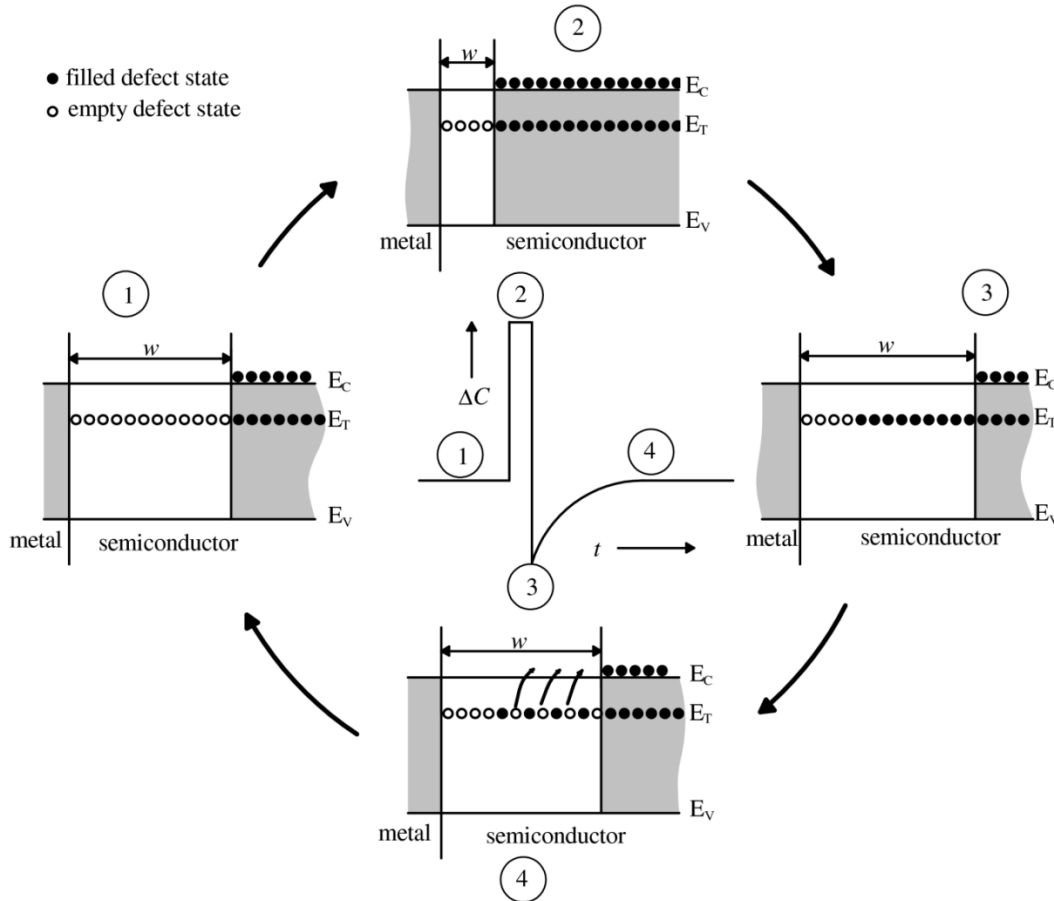 filled defect state
empty defect state
2
w
E_C
E_T
E_V
metal
semiconductor
1
w
E_C
E_T
E_V
metal
semiconductor
3
w
E_C
E_T
E_V
metal
semiconductor
2
ΔC
1
4
t
3
w
E_C
E_T
E_V
metal
semiconductor
4